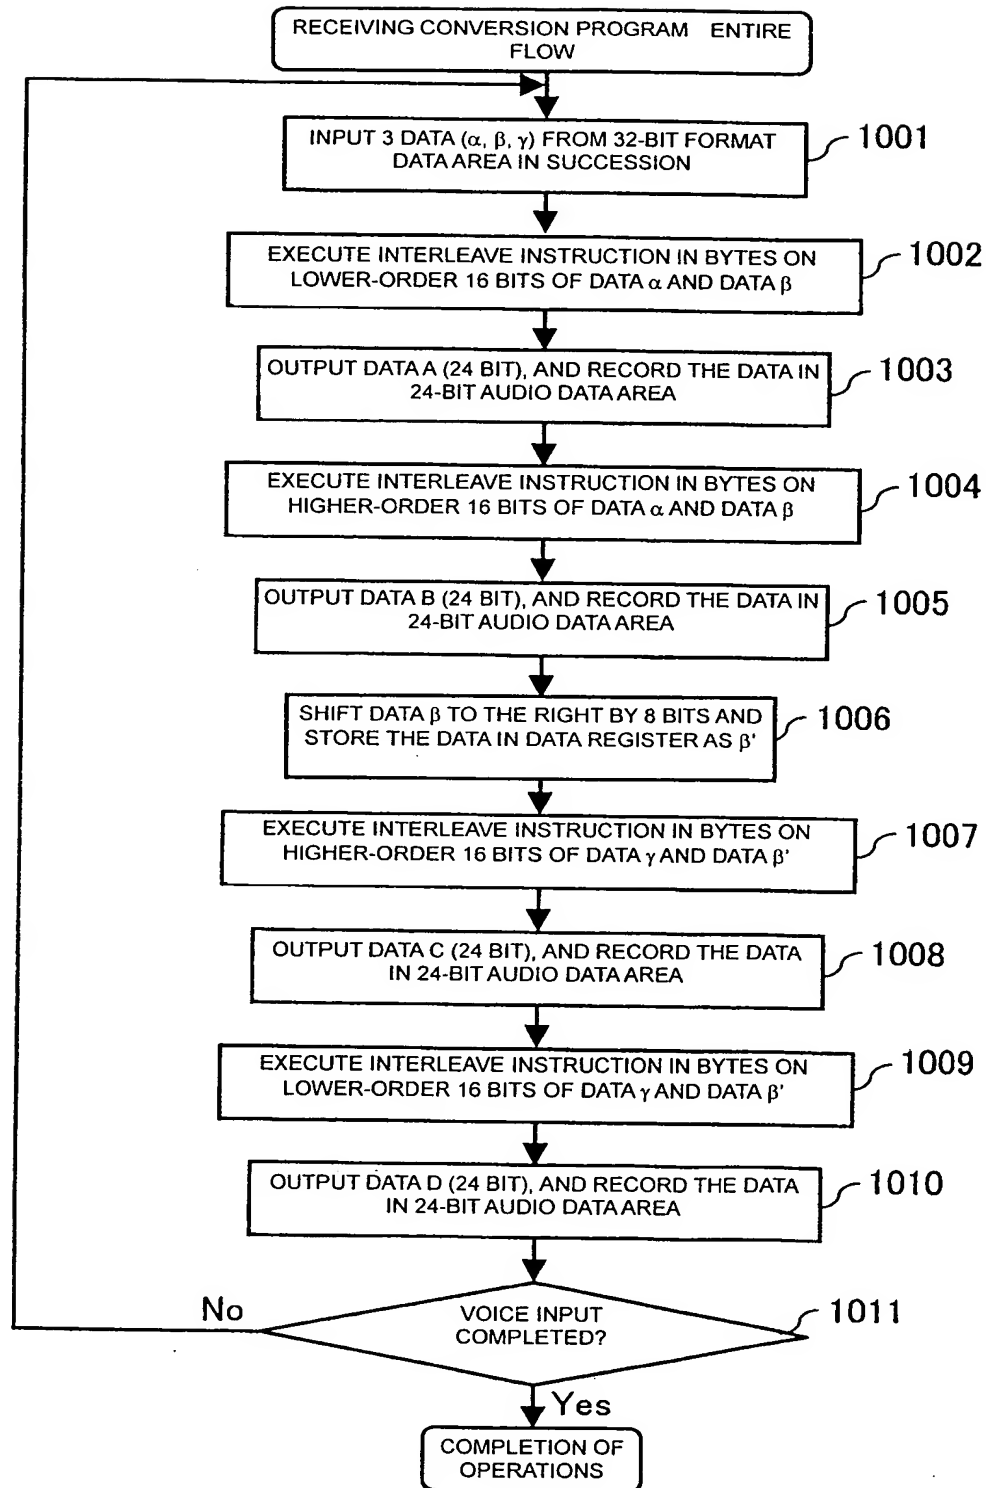 RECEIVING CONVERSION PROGRAM ENTIRE
FLOW
INPUT 3 DATA (α, β, γ) FROM 32-BIT FORMAT
DATA AREA IN SUCCESSION
1001
EXECUTE INTERLEAVE INSTRUCTION IN BYTES ON
LOWER-ORDER 16 BITS OF DATA α AND DATA β
1002
OUTPUT DATA A (24 BIT), AND RECORD THE DATA IN
24-BIT AUDIO DATA AREA
1003
EXECUTE INTERLEAVE INSTRUCTION IN BYTES ON
HIGHER-ORDER 16 BITS OF DATA α AND DATA β
1004
OUTPUT DATA B (24 BIT), AND RECORD THE DATA IN
24-BIT AUDIO DATA AREA
1005
SHIFT DATA β TO THE RIGHT BY 8 BITS AND
STORE THE DATA IN DATA REGISTER AS β'
1006
EXECUTE INTERLEAVE INSTRUCTION IN BYTES ON
HIGHER-ORDER 16 BITS OF DATA γ AND DATA β'
1007
OUTPUT DATA C (24 BIT), AND RECORD THE DATA
IN 24-BIT AUDIO DATA AREA
1008
EXECUTE INTERLEAVE INSTRUCTION IN BYTES ON
LOWER-ORDER 16 BITS OF DATA γ AND DATA β'
1009
OUTPUT DATA D (24 BIT), AND RECORD THE DATA
IN 24-BIT AUDIO DATA AREA
1010
No
VOICE INPUT
COMPLETED?
1011
Yes
COMPLETION OF
OPERATIONS